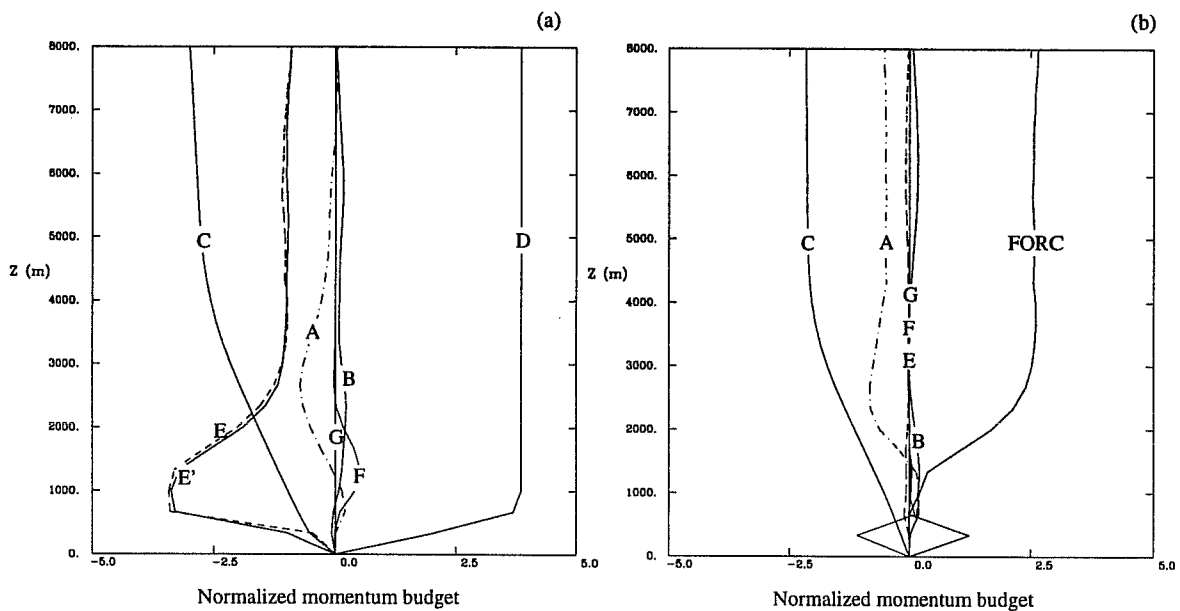 (a)
8000.
7000.
6000.
5000.
4000.
3000.
2000.
1000.
0.
Z (m)
C
D
A
B
E
G
E'
F
-5.0
-2.5
0.0
2.5
5.0
Normalized momentum budget
(b)
8000.
7000.
6000.
5000.
4000.
3000.
2000.
1000.
0.
Z (m)
C
A
FORC
G
F
E
B
-5.0
-2.5
0.0
2.5
5.0
Normalized momentum budget